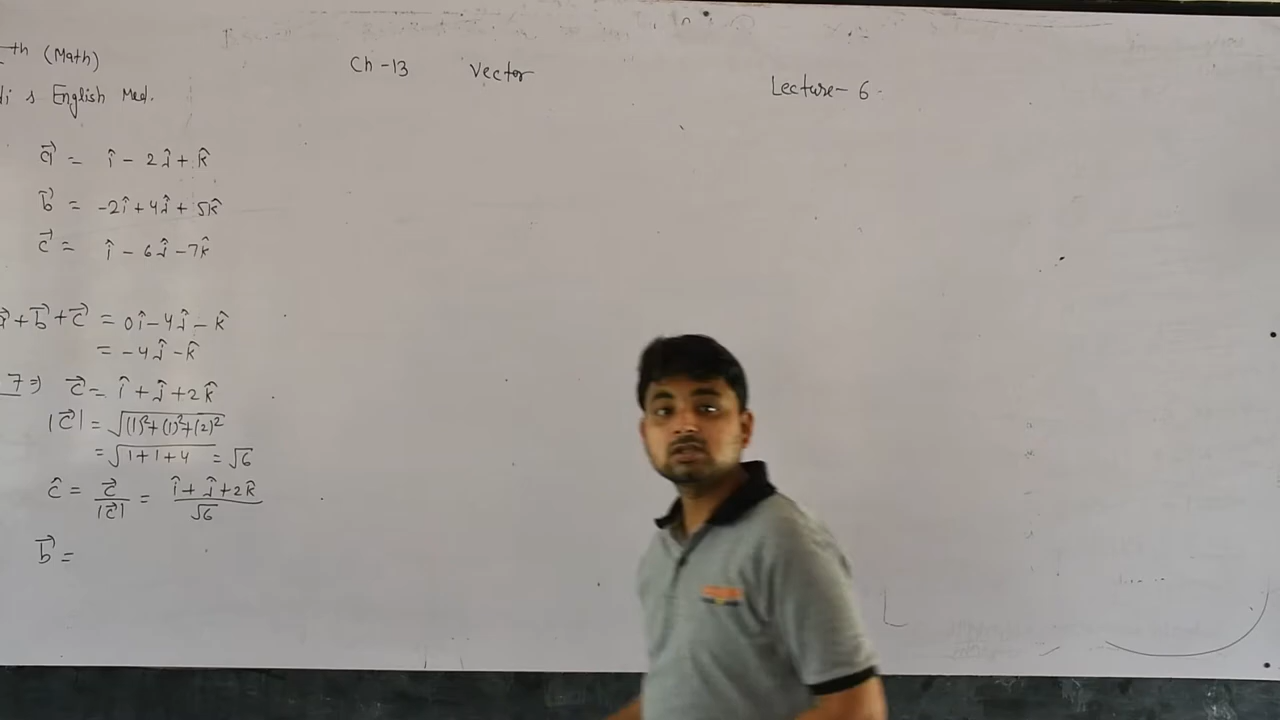 th (Math)
Ch-13 Vector
Lecture-6
English Med.
a⃗ = î - 2ĵ + k̂
b⃗ = -2î + 4ĵ + 5k̂
c⃗ = î - 6ĵ - 7k̂
a⃗ + b⃗ + c⃗ = 0î - 4ĵ - k̂
= -4ĵ - k̂
7 ⇒ c⃗ = î + ĵ + 2k̂
|c⃗| = √(1)² + (1)² + (2)²
= √1+1+4 = √6
ĉ = c⃗/|c⃗| = î + ĵ + 2k̂/√6
b⃗ =